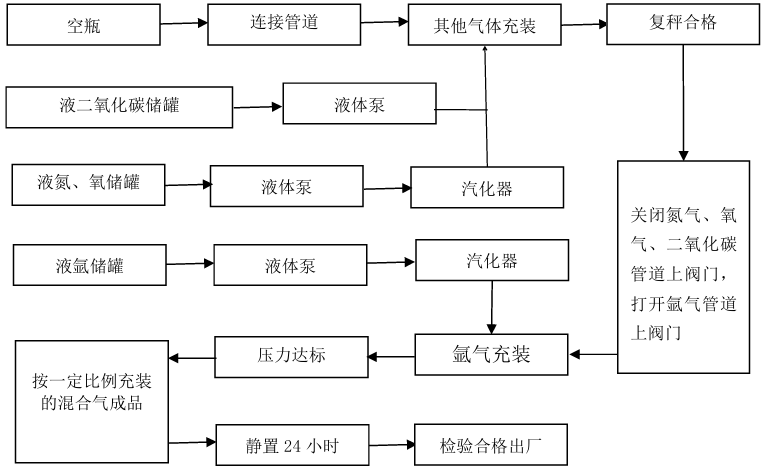 空瓶
连接管道
其他气体充装
复秤合格
液二氧化碳储罐
液体泵
液氮、氧储罐
液体泵
汽化器
关闭氮气、氧
气、二氧化碳
管道上阀门，
打开氩气管道
上阀门
液氩储罐
液体泵
汽化器
氩气充装
压力达标
按一定比例充装
的混合气成品
静置 24 小时
检验合格出厂